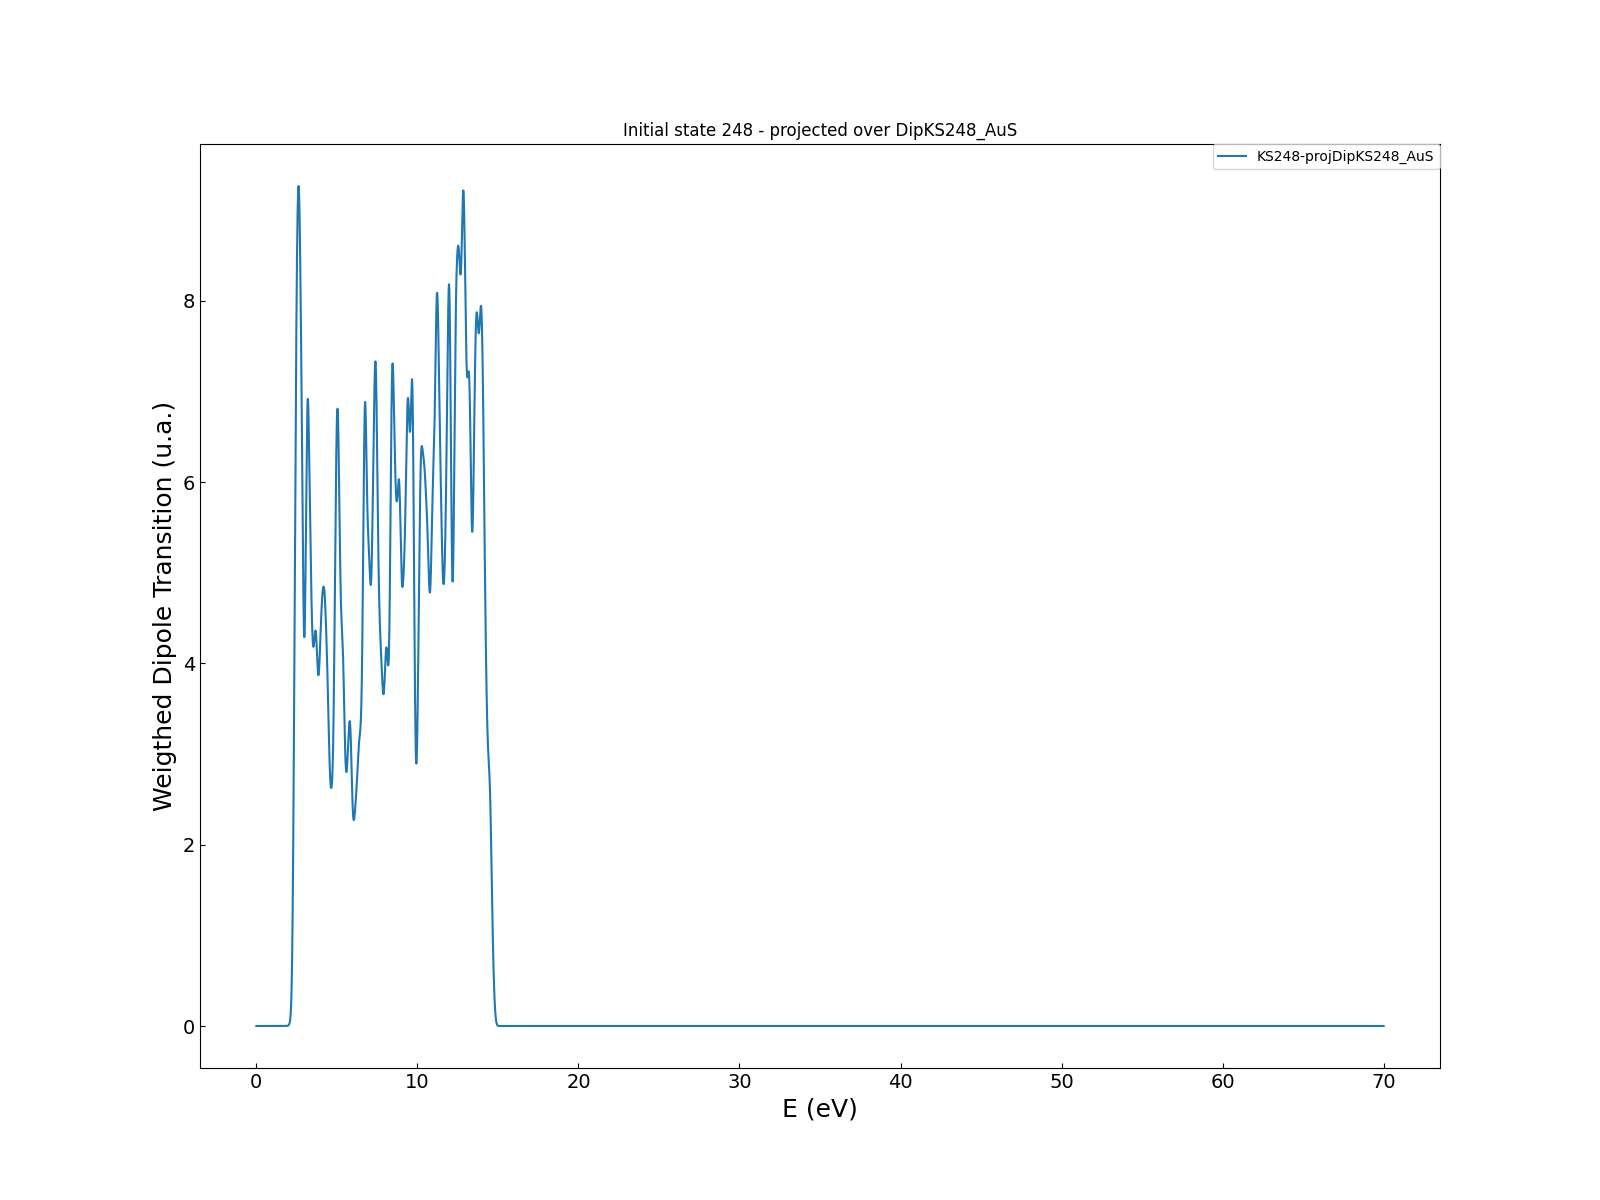 Initial state 248 - projected over DipKS248_AuS
KS248-projDipKS248_AuS
Weigthed Dipole Transition (u.a.)
8
6
4
2
0
0 10 20 30 40 50 60 70
E (eV)